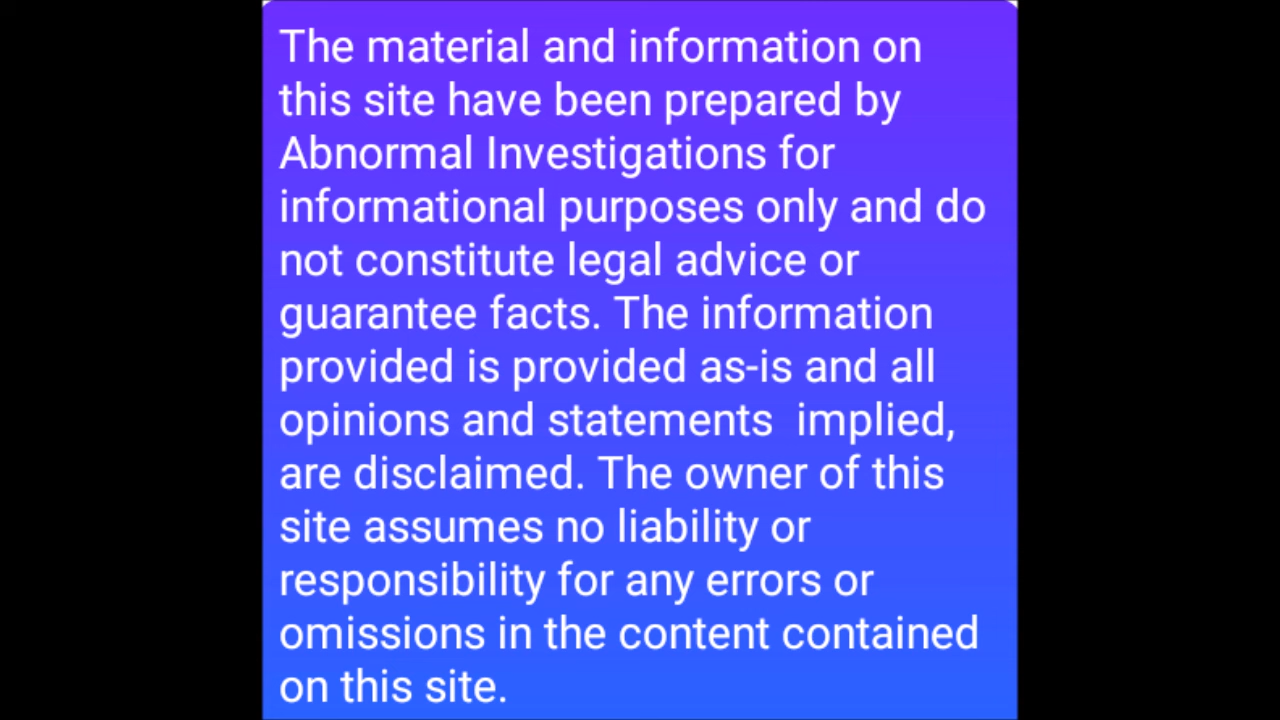 The material and information on
this site have been prepared by
Abnormal Investigations for
informational purposes only and do
not constitute legal advice or
guarantee facts. The information
provided is provided as-is and all
opinions and statements  implied,
are disclaimed. The owner of this
site assumes no liability or
responsibility for any errors or
omissions in the content contained
on this site.